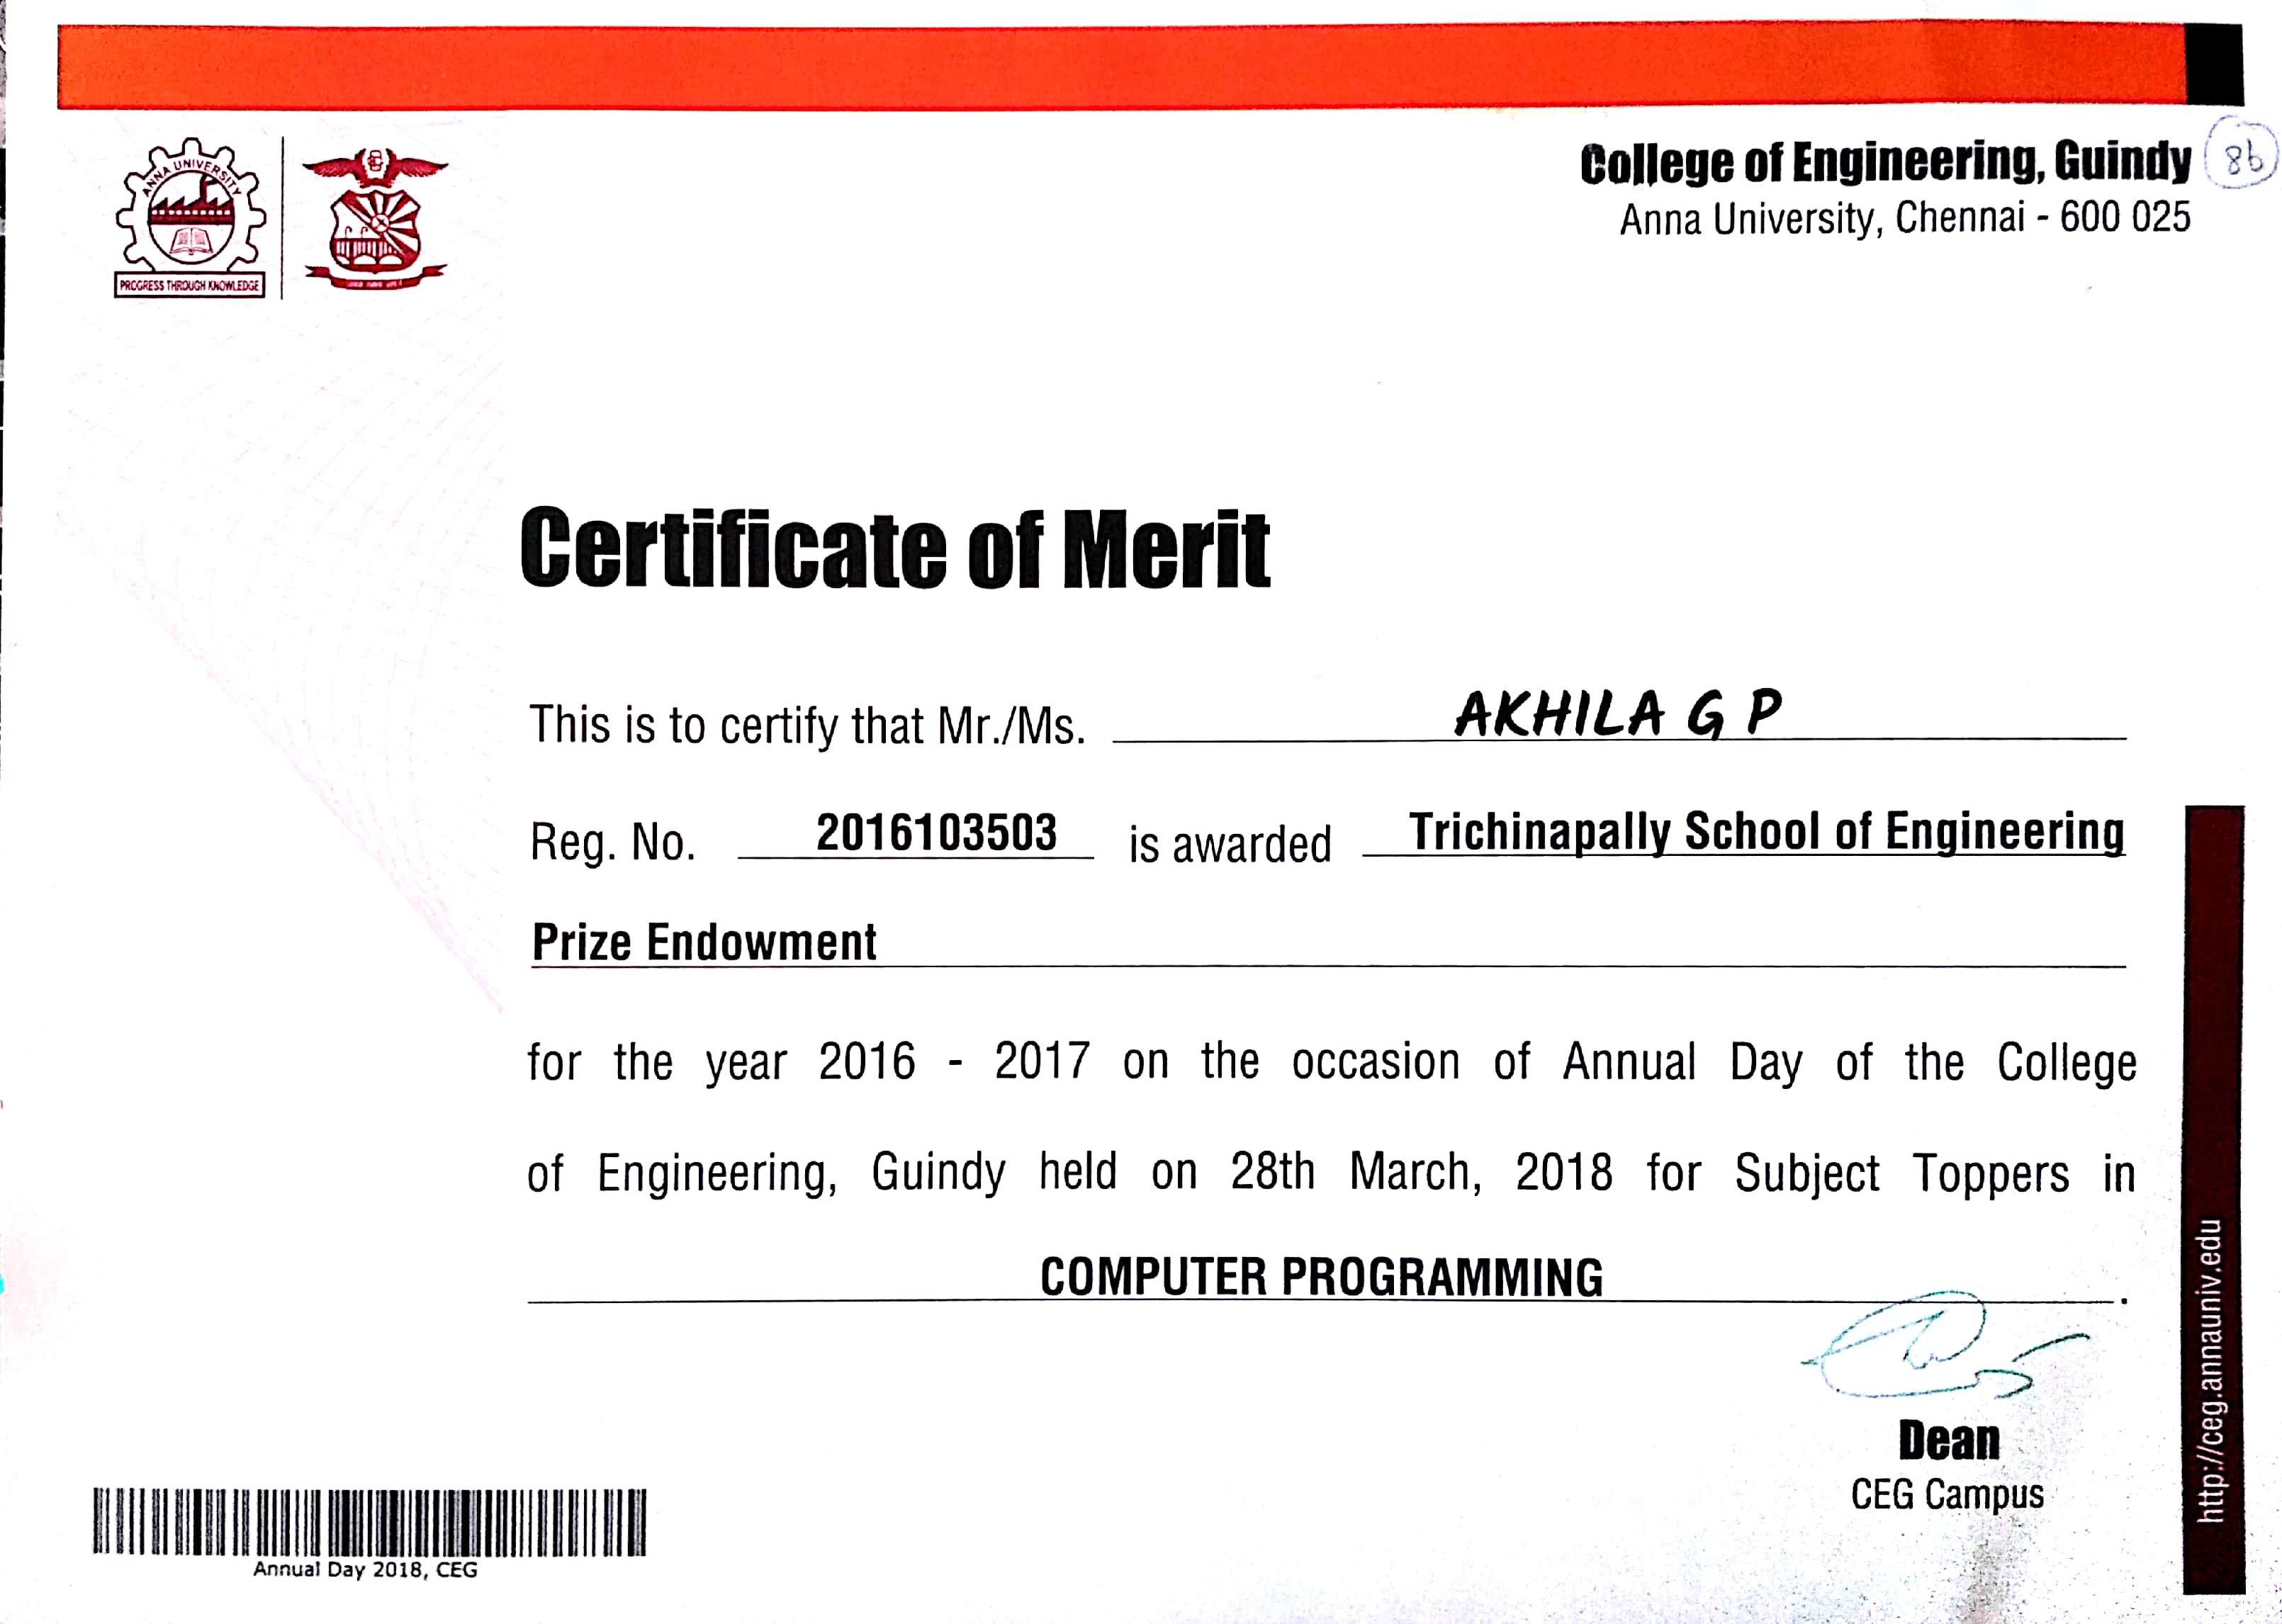 ANNA UNIVERSITY
PROGRESS THROUGH KNOWLEDGE
College of Engineering, Guindy
8b
Anna University, Chennai - 600 025
Certificate of Merit
This is to certify that Mr./Ms. AKHILA G P
Reg. No. 2016103503 is awarded Trichinapally School of Engineering
Prize Endowment
for the year 2016 - 2017 on the occasion of Annual Day of the College
of Engineering, Guindy held on 28th March, 2018 for Subject Toppers in
COMPUTER PROGRAMMING.
Dean
CEG Campus
Annual Day 2018, CEG
http://ceg.annauniv.edu